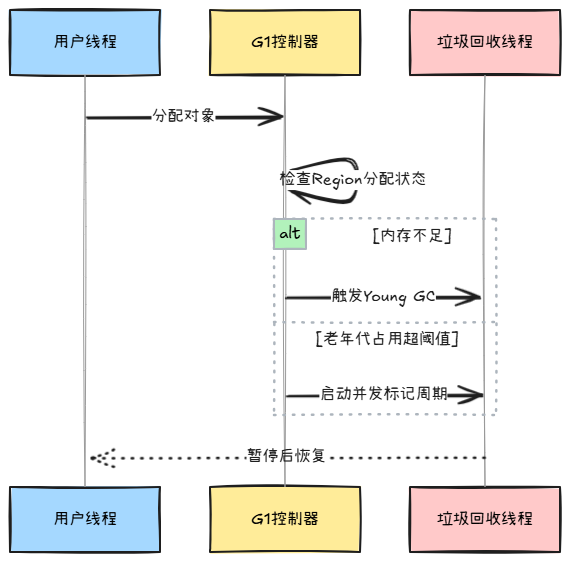 用户线程
G1控制器
垃圾回收线程
分配对象
检查Region分配状态
alt
[内存不足]
触发Young GC
[老年代占用超阈值]
启动并发标记周期
暂停后恢复
用户线程
G1控制器
垃圾回收线程